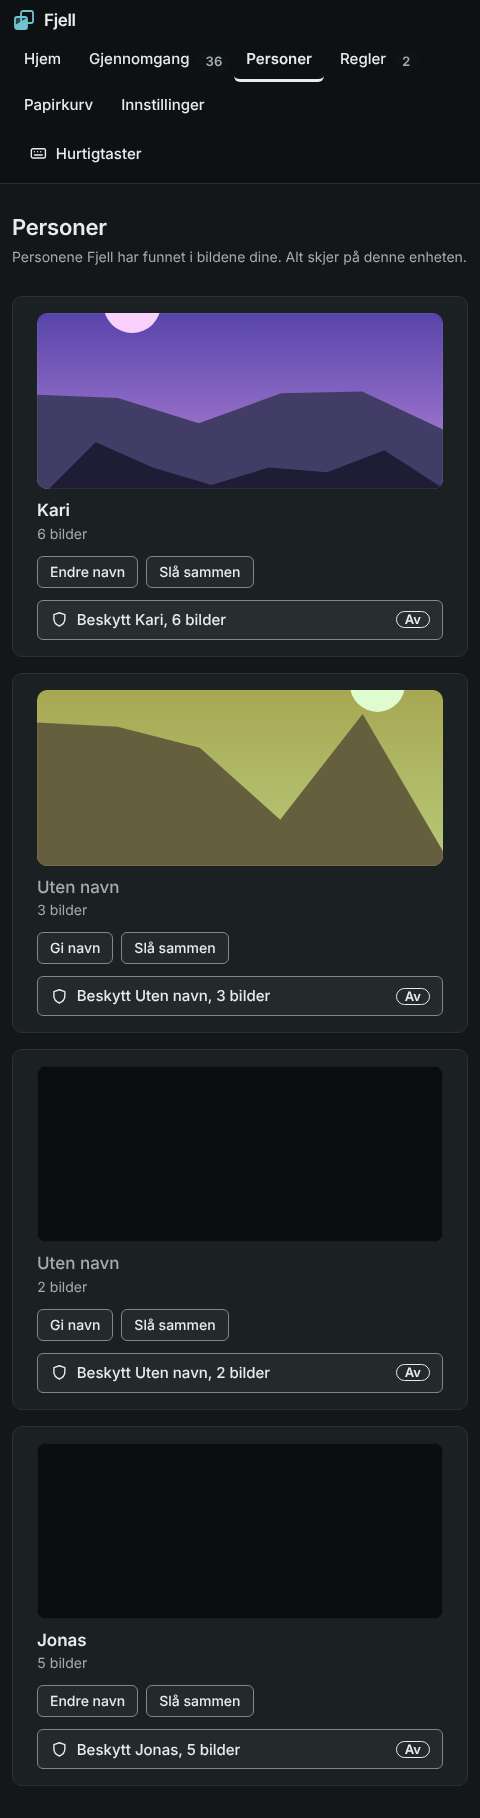 Fjell
Hjem Gjennomgang 36 Personer Regler 2
Papirkurv Innstillinger
Hurtigtaster
Personer
Personene Fjell har funnet i bildene dine. Alt skjer på denne enheten.
Kari
6 bilder
Endre navn Slå sammen
Beskytt Kari, 6 bilder Av
Uten navn
3 bilder
Gi navn Slå sammen
Beskytt Uten navn, 3 bilder Av
Uten navn
2 bilder
Gi navn Slå sammen
Beskytt Uten navn, 2 bilder Av
Jonas
5 bilder
Endre navn Slå sammen
Beskytt Jonas, 5 bilder Av